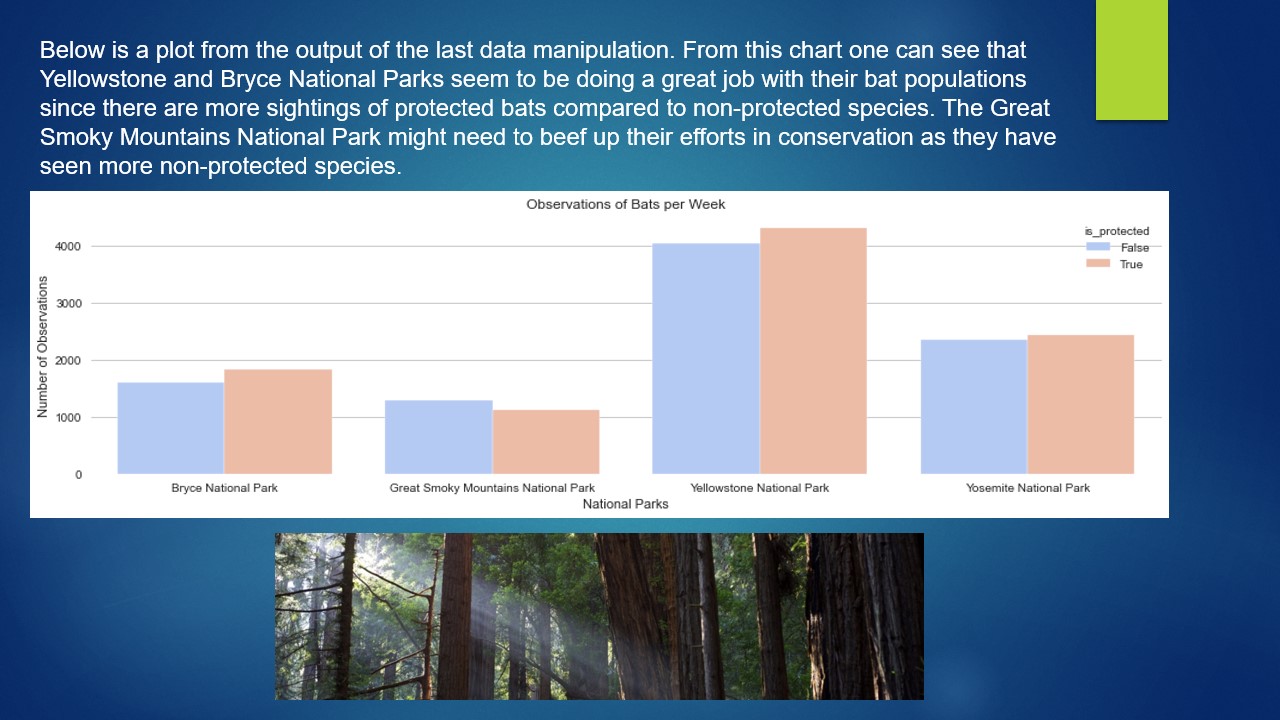 Below is a plot from the output of the last data manipulation. From this chart one can see that
Yellowstone and Bryce National Parks seem to be doing a great job with their bat populations
since there are more sightings of protected bats compared to non-protected species. The Great
Smoky Mountains National Park might need to beef up their efforts in conservation as they have
seen more non-protected species.
Observations of Bats per Week
is_protected
False
True
Number of Observations
4000
3000
2000
1000
0
Bryce National Park
Great Smoky Mountains National Park
Yellowstone National Park
Yosemite National Park
National Parks